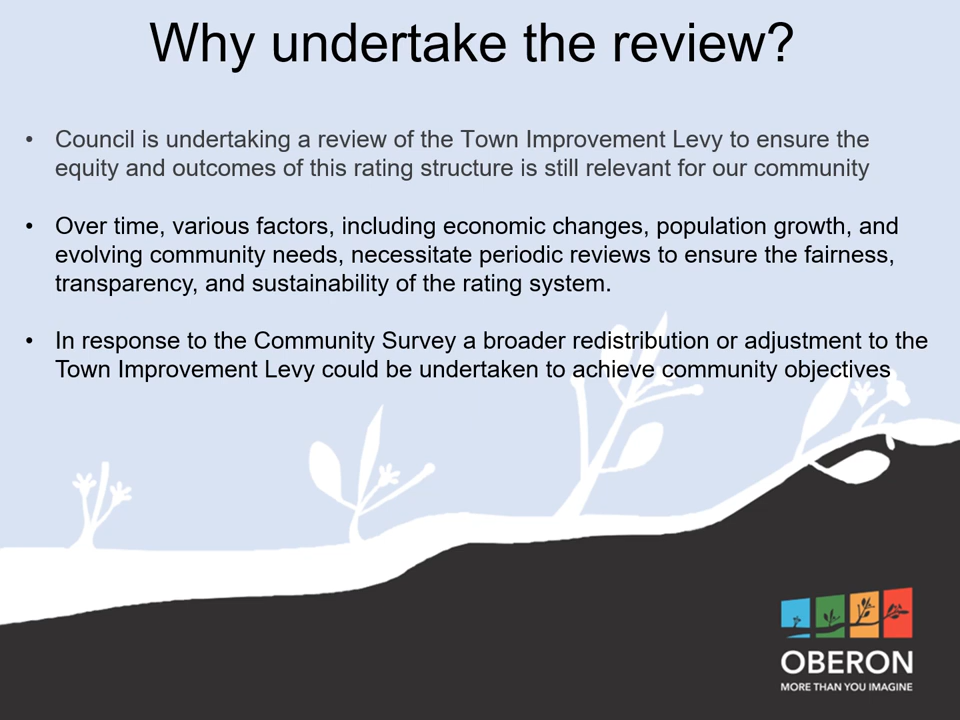 Why undertake the review?
• Council is undertaking a review of the Town Improvement Levy to ensure the
equity and outcomes of this rating structure is still relevant for our community
• Over time, various factors, including economic changes, population growth, and
evolving community needs, necessitate periodic reviews to ensure the fairness,
transparency, and sustainability of the rating system.
• In response to the Community Survey a broader redistribution or adjustment to the
Town Improvement Levy could be undertaken to achieve community objectives
OBERON
MORE THAN YOU IMAGINE